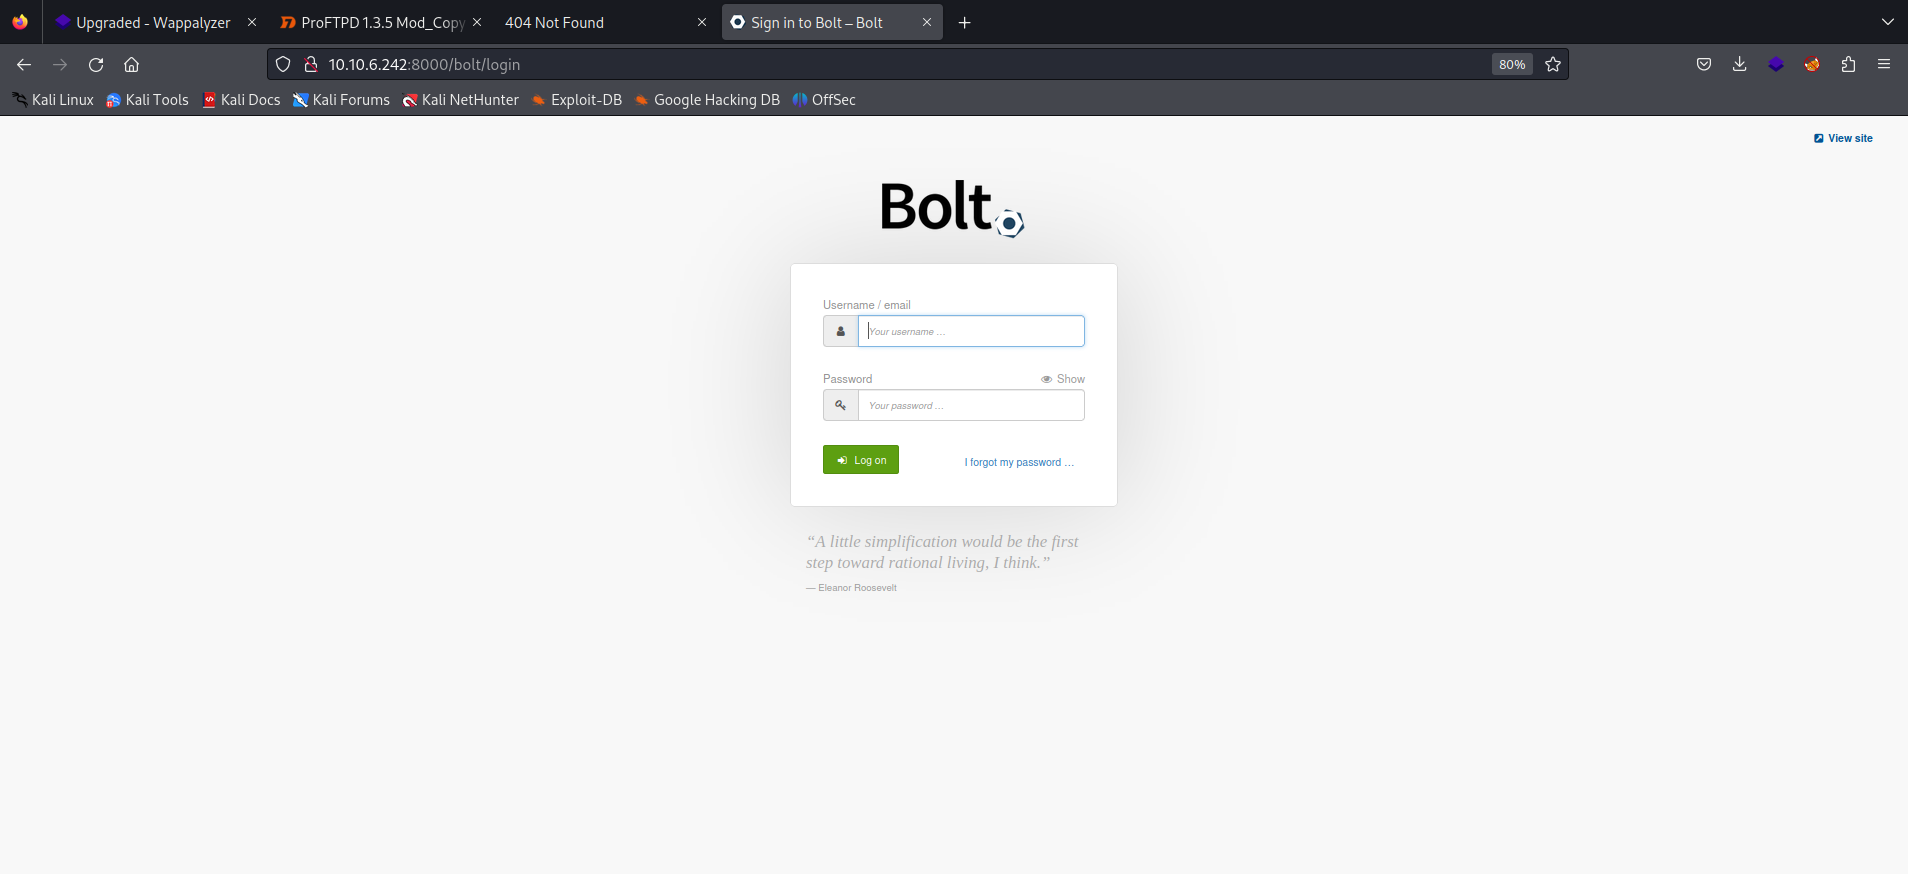 Upgraded - Wappalyzer
ProFTPD 1.3.5 Mod_Copy
404 Not Found
Sign in to Bolt – Bolt
10.10.6.242:8000/bolt/login
80%
Kali Linux
Kali Tools
Kali Docs
Kali Forums
Kali NetHunter
Exploit-DB
Google Hacking DB
OffSec
View site
Bolt
Username / email
Your username …
Password
Show
Your password …
Log on
I forgot my password …
“A little simplification would be the first
step toward rational living, I think.”
— Eleanor Roosevelt